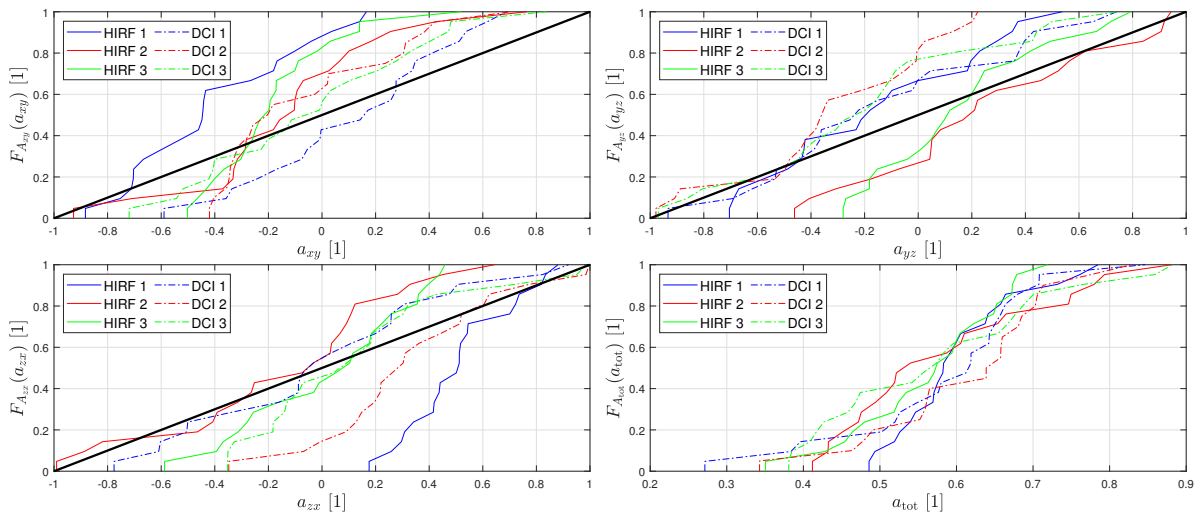 F_{A_{xy}}(a_{xy}) [1]
1
0.8
0.6
0.4
0.2
0
HIRF 1 DCI 1
HIRF 2 DCI 2
HIRF 3 DCI 3
-1 -0.8 -0.6 -0.4 -0.2 0 0.2 0.4 0.6 0.8 1
a_{xy} [1]
F_{A_{yz}}(a_{yz}) [1]
1
0.8
0.6
0.4
0.2
0
HIRF 1 DCI 1
HIRF 2 DCI 2
HIRF 3 DCI 3
-1 -0.8 -0.6 -0.4 -0.2 0 0.2 0.4 0.6 0.8 1
a_{yz} [1]
F_{A_{zx}}(a_{zx}) [1]
1
0.8
0.6
0.4
0.2
0
HIRF 1 DCI 1
HIRF 2 DCI 2
HIRF 3 DCI 3
-1 -0.8 -0.6 -0.4 -0.2 0 0.2 0.4 0.6 0.8 1
a_{zx} [1]
F_{A_{tot}}(a_{tot}) [1]
1
0.8
0.6
0.4
0.2
0
HIRF 1 DCI 1
HIRF 2 DCI 2
HIRF 3 DCI 3
0.2 0.3 0.4 0.5 0.6 0.7 0.8 0.9
a_{tot} [1]